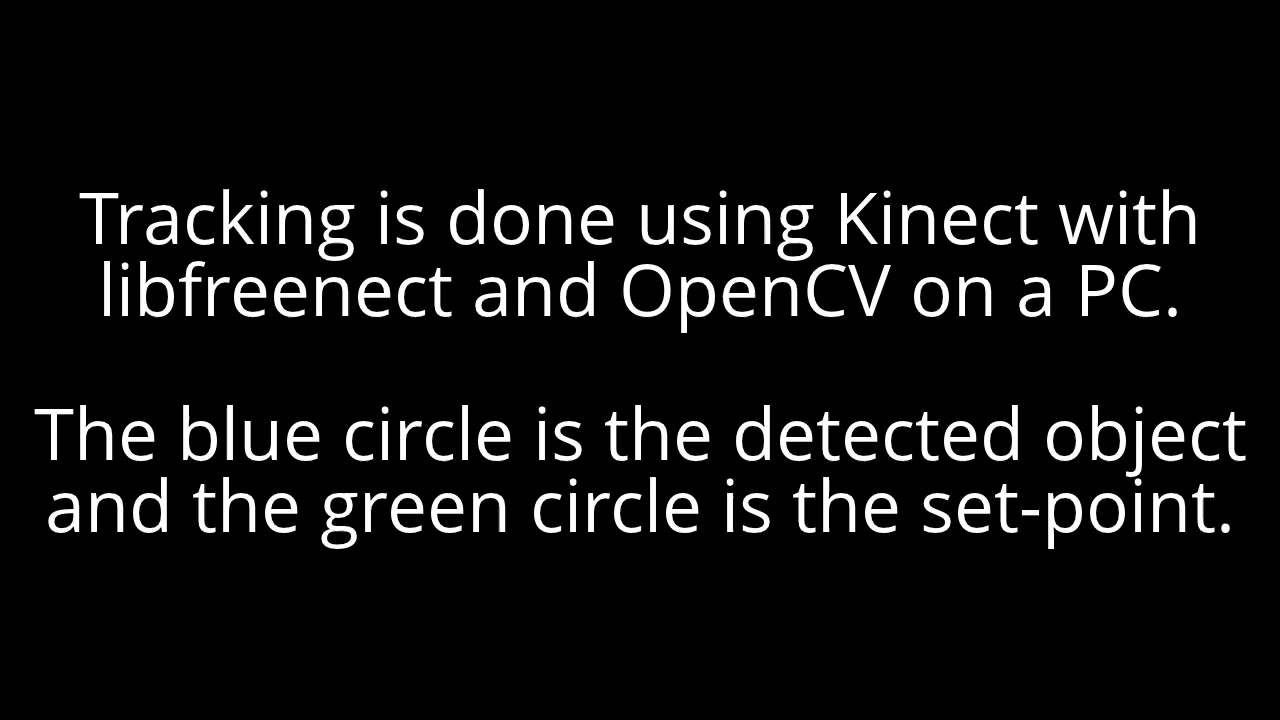 Tracking is done using Kinect with
libfreenect and OpenCV on a PC.
The blue circle is the detected object
and the green circle is the set-point.